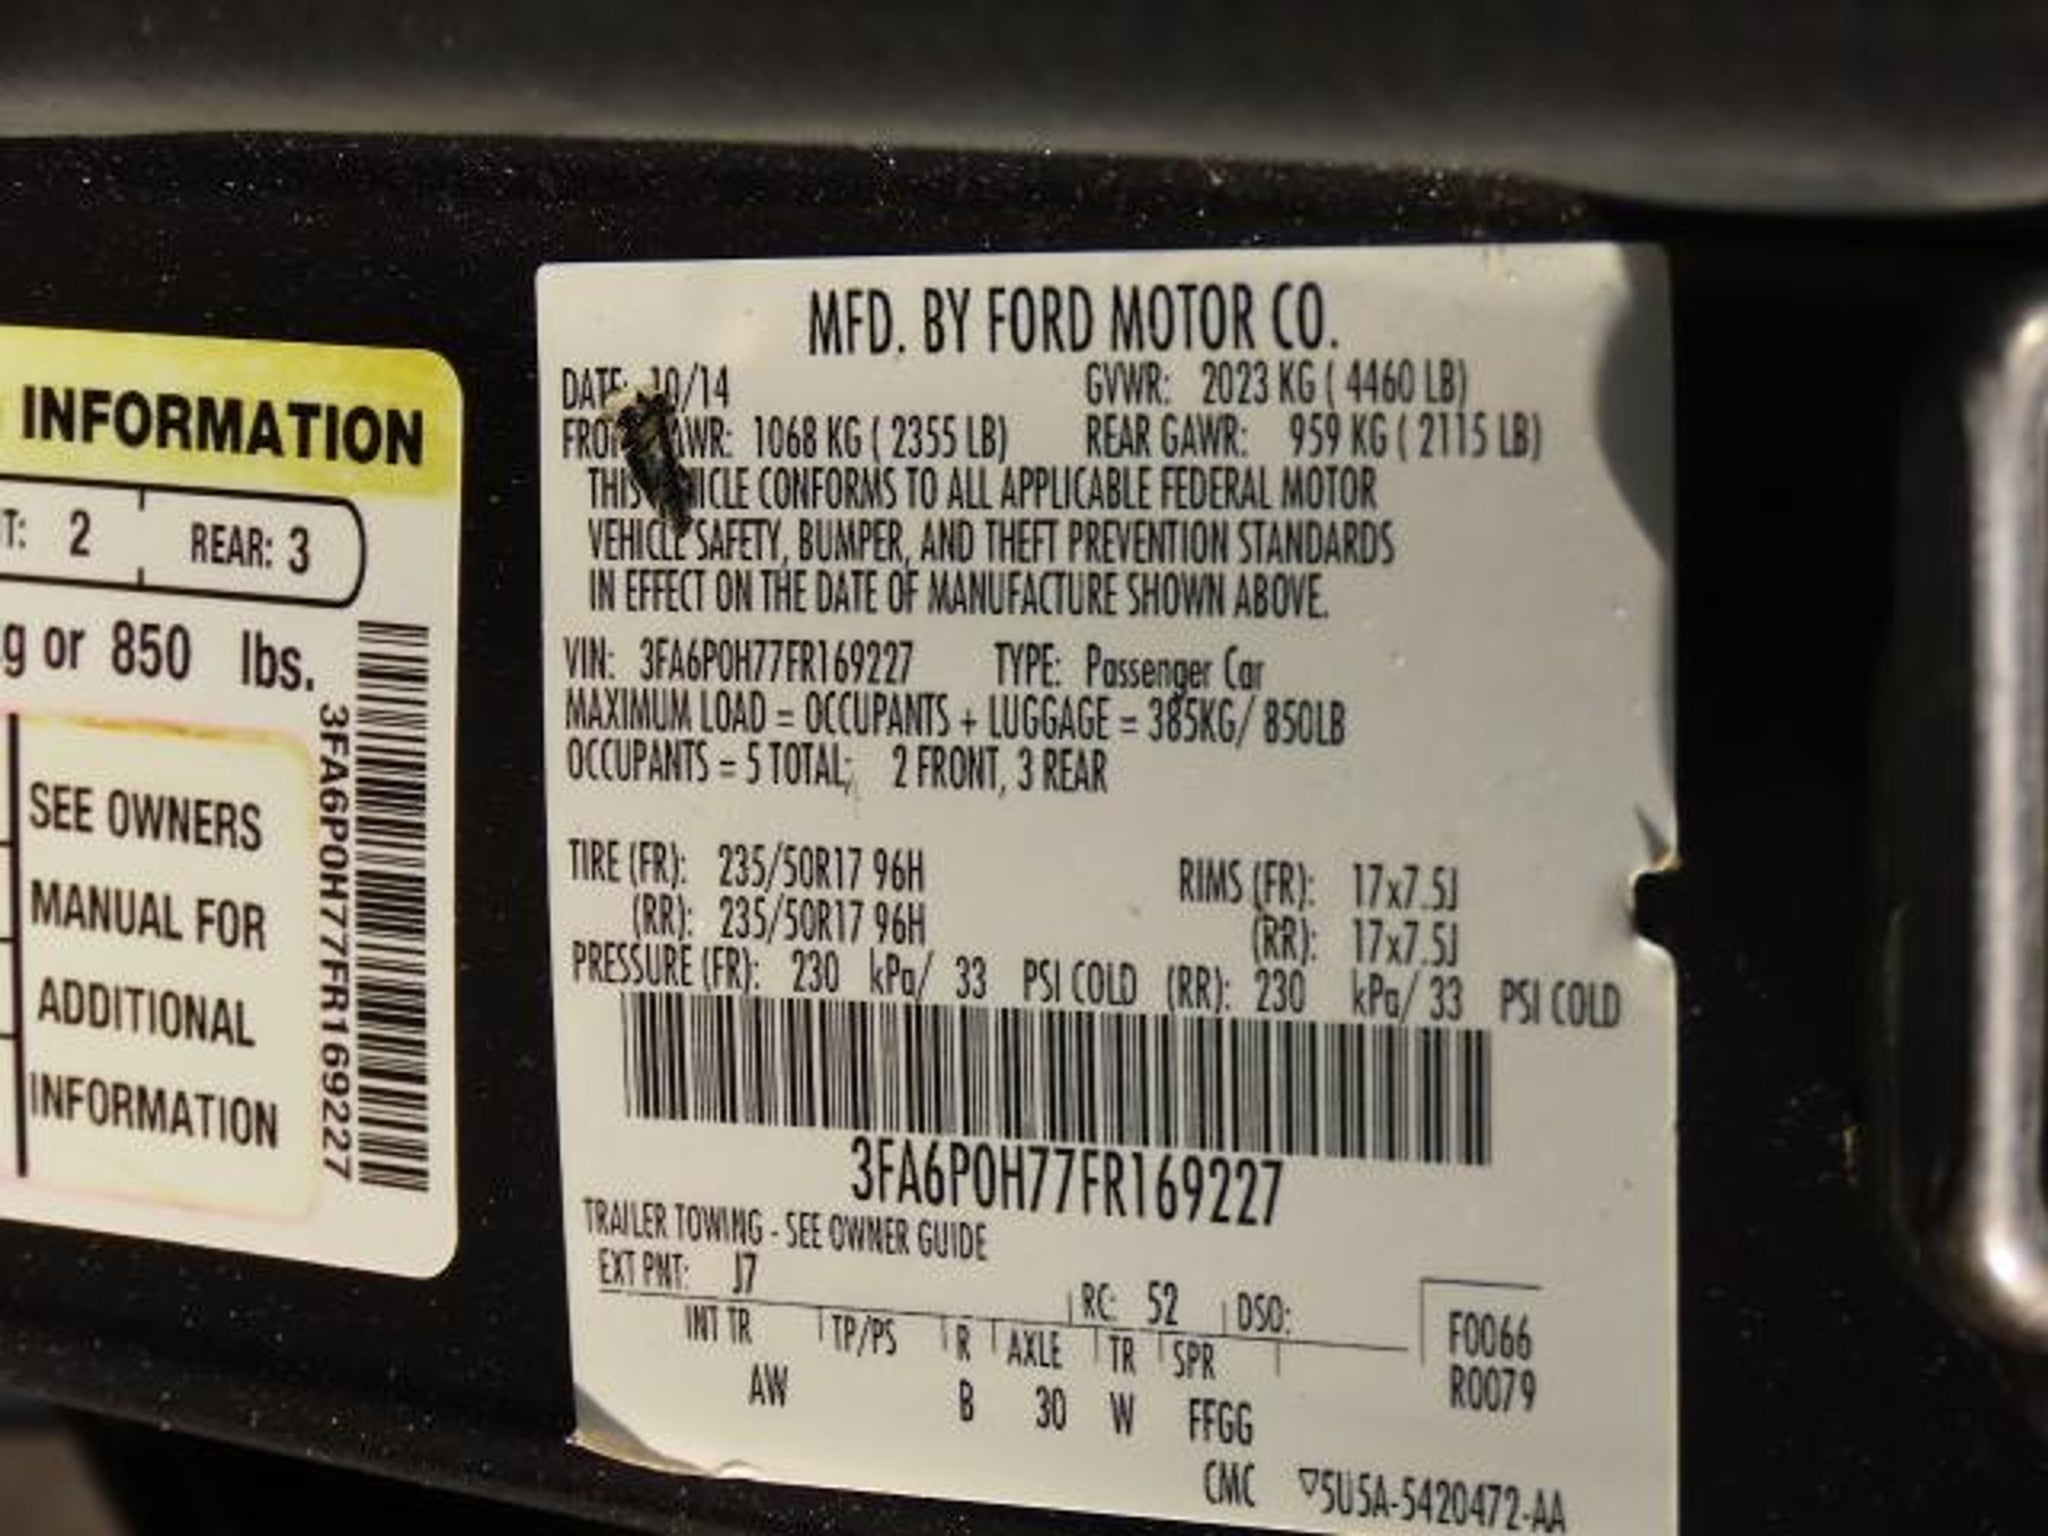 INFORMATION
T: 2 REAR: 3
g or 850 lbs.
SEE OWNERS
MANUAL FOR
ADDITIONAL
INFORMATION
3FA6P0H77FR169227
MFD. BY FORD MOTOR CO.
DATE: 10/14 GVWR: 2023 KG ( 4460 LB)
FRO AWR: 1068 KG ( 2355 LB) REAR GAWR: 959 KG ( 2115 LB)
THIS ICLE CONFORMS TO ALL APPLICABLE FEDERAL MOTOR
VEHICLE SAFETY, BUMPER, AND THEFT PREVENTION STANDARDS
IN EFFECT ON THE DATE OF MANUFACTURE SHOWN ABOVE.
VIN: 3FA6P0H77FR169227 TYPE: Passenger Car
MAXIMUM LOAD = OCCUPANTS + LUGGAGE = 385KG/ 850LB
OCCUPANTS = 5 TOTAL; 2 FRONT, 3 REAR
TIRE (FR): 235/50R17 96H RIMS (FR): 17x7.5J
(RR): 235/50R17 96H (RR): 17x7.5J
PRESSURE (FR): 230 kPa/ 33 PSI COLD (RR): 230 kPa/ 33 PSI COLD
3FA6P0H77FR169227
TRAILER TOWING - SEE OWNER GUIDE
EXT PNT: J7 RC: 52 DSO:
INT TR TP/PS R AXLE TR SPR F0066
AW B 30 W FFGG R0079
CMC ▽5U5A-5420472-AA